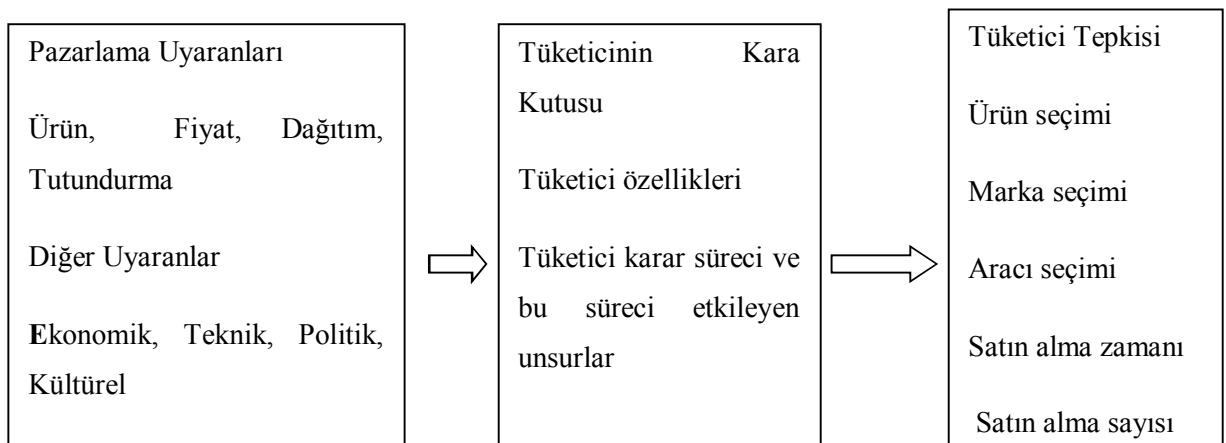 Pazarlama Uyaranları
Ürün, Fiyat, Dağıtım,
Tutundurma
Diğer Uyaranlar
Ekonomik, Teknik, Politik,
Kültürel
Tüketicinin Kara
Kutusu
Tüketici özellikleri
Tüketici karar süreci ve
bu süreci etkileyen
unsurlar
Tüketici Tepkisi
Ürün seçimi
Marka seçimi
Aracı seçimi
Satın alma zamanı
Satın alma sayısı